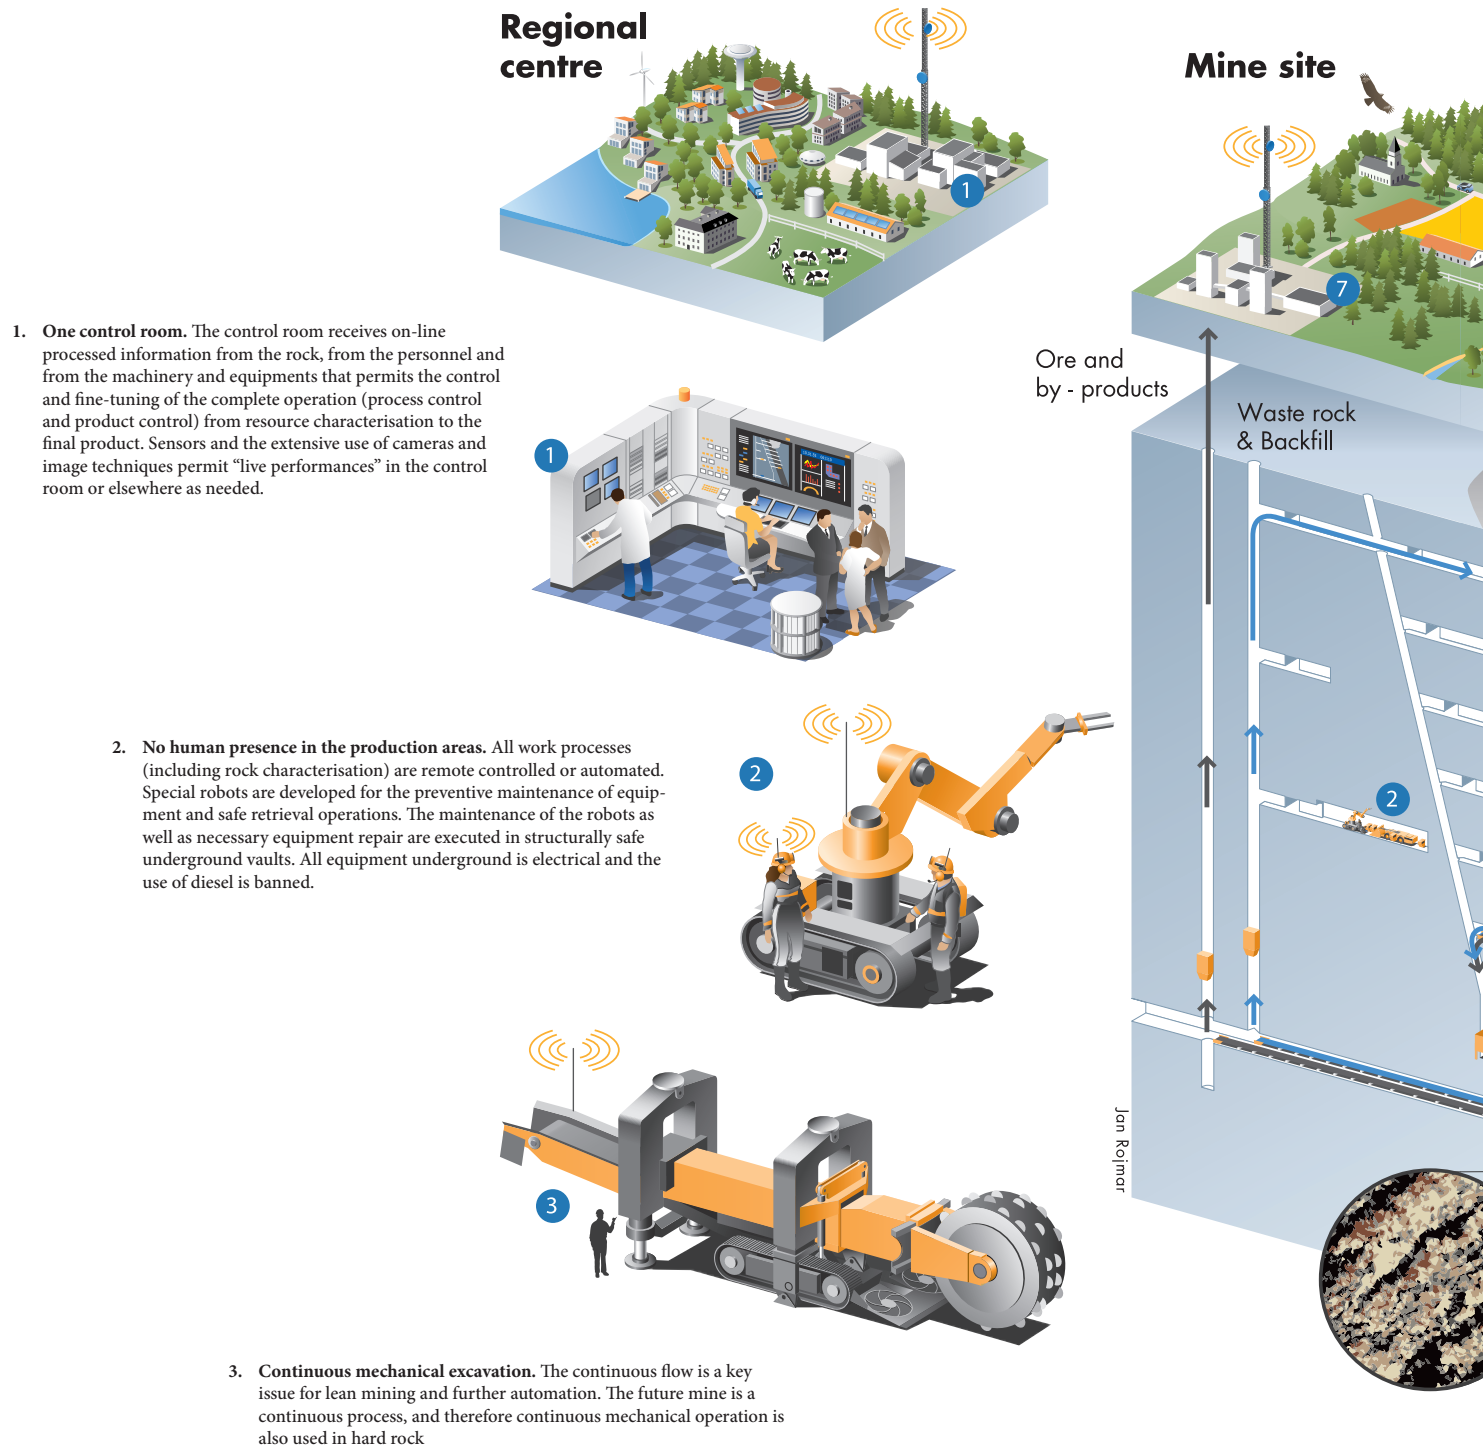 Regional
centre
Mine site
1
7
1. One control room. The control room receives on-line
processed information from the rock, from the personnel and
from the machinery and equipments that permits the control
and fine-tuning of the complete operation (process control
and product control) from resource characterisation to the
final product. Sensors and the extensive use of cameras and
image techniques permit “live performances” in the control
room or elsewhere as needed.
Ore and
by - products
Waste rock
& Backfill
1
2. No human presence in the production areas. All work processes
(including rock characterisation) are remote controlled or automated.
Special robots are developed for the preventive maintenance of equip-
ment and safe retrieval operations. The maintenance of the robots as
well as necessary equipment repair are executed in structurally safe
underground vaults. All equipment underground is electrical and the
use of diesel is banned.
2
2
Jan Rojmar
3
3. Continuous mechanical excavation. The continuous flow is a key
issue for lean mining and further automation. The future mine is a
continuous process, and therefore continuous mechanical operation is
also used in hard rock